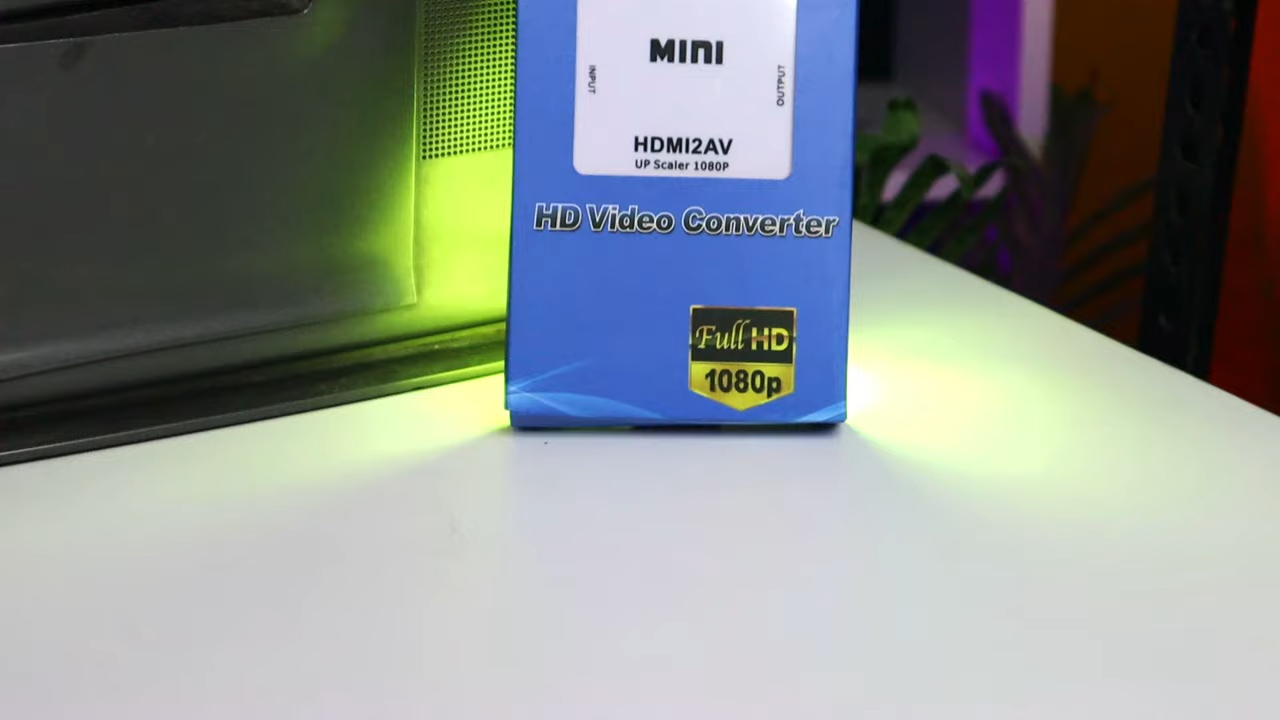 MINI
INPUT
OUTPUT
HDMI2AV
UP Scaler 1080P
HD Video Converter
Full HD
1080p